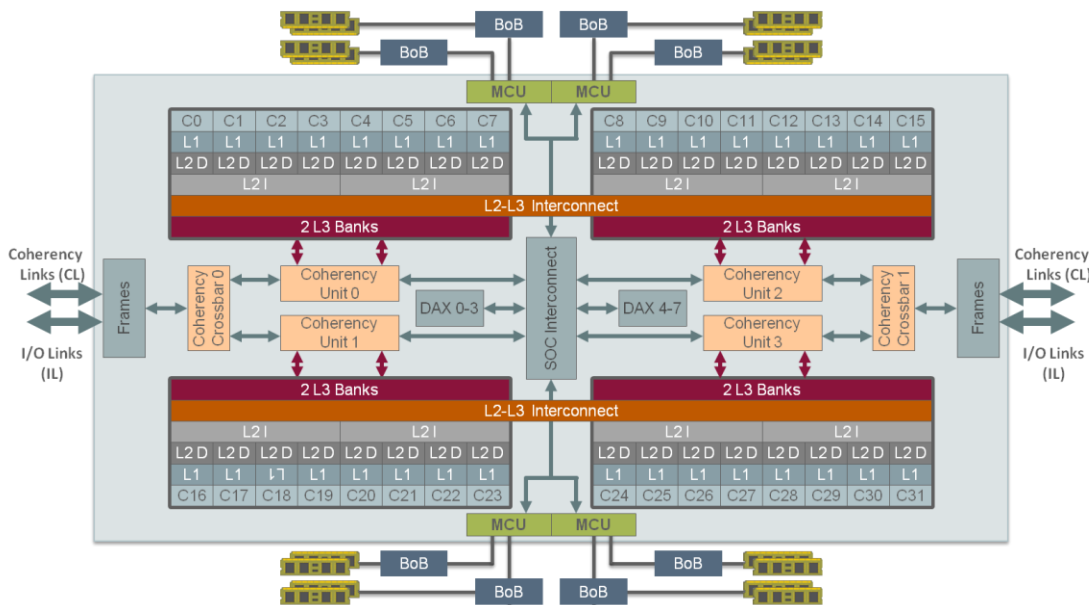 BoB BoB
BoB BoB
MCU MCU
C0 C1 C2 C3 C4 C5 C6 C7 C8 C9 C10 C11 C12 C13 C14 C15
L1 L1 L1 L1 L1 L1 L1 L1 L1 L1 L1 L1 L1 L1 L1 L1
L2 D L2 D L2 D L2 D L2 D L2 D L2 D L2 D L2 D L2 D L2 D L2 D L2 D L2 D L2 D L2 D
L2 I L2 I L2 I L2 I
L2-L3 Interconnect
2 L3 Banks 2 L3 Banks
Coherency
Links (CL)
I/O Links
(IL)
Frames
Coherency
Crossbar 0
Coherency
Unit 0
Coherency
Unit 1
DAX 0-3
SOC Interconnect
DAX 4-7
Coherency
Unit 2
Coherency
Unit 3
Coherency
Crossbar 1
Frames
Coherency
Links (CL)
I/O Links
(IL)
2 L3 Banks 2 L3 Banks
L2-L3 Interconnect
L2 I L2 I L2 I L2 I
L2 D L2 D L2 D L2 D L2 D L2 D L2 D L2 D L2 D L2 D L2 D L2 D L2 D L2 D L2 D L2 D
L1 L1 L1 L1 L1 L1 L1 L1 L1 L1 L1 L1 L1 L1 L1 L1
C16 C17 C18 C19 C20 C21 C22 C23 C24 C25 C26 C27 C28 C29 C30 C31
MCU MCU
BoB BoB
BoB BoB